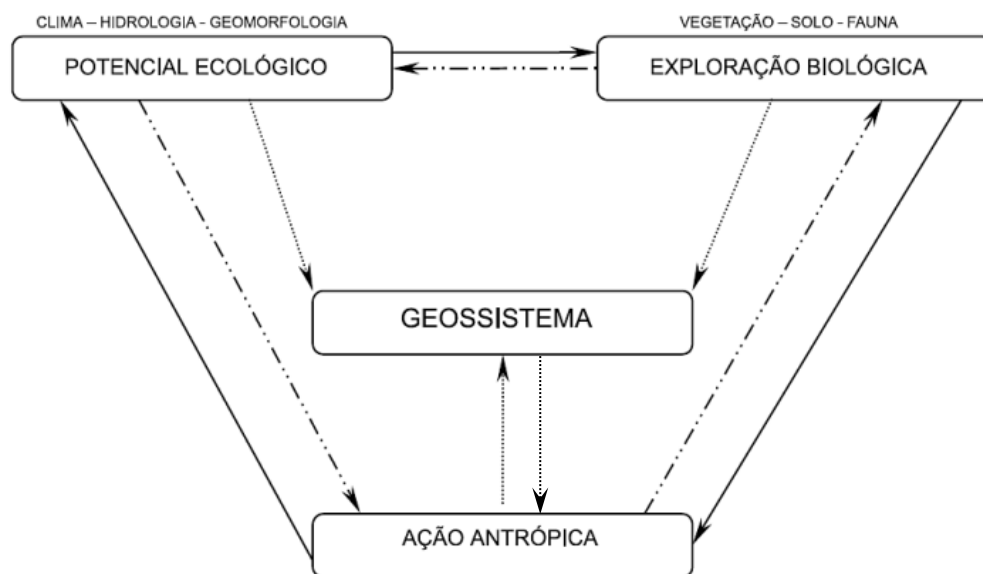 CLIMA – HIDROLOGIA - GEOMORFOLOGIA
VEGETAÇÃO – SOLO - FAUNA
POTENCIAL ECOLÓGICO
EXPLORAÇÃO BIOLÓGICA
GEOSSISTEMA
AÇÃO ANTRÓPICA